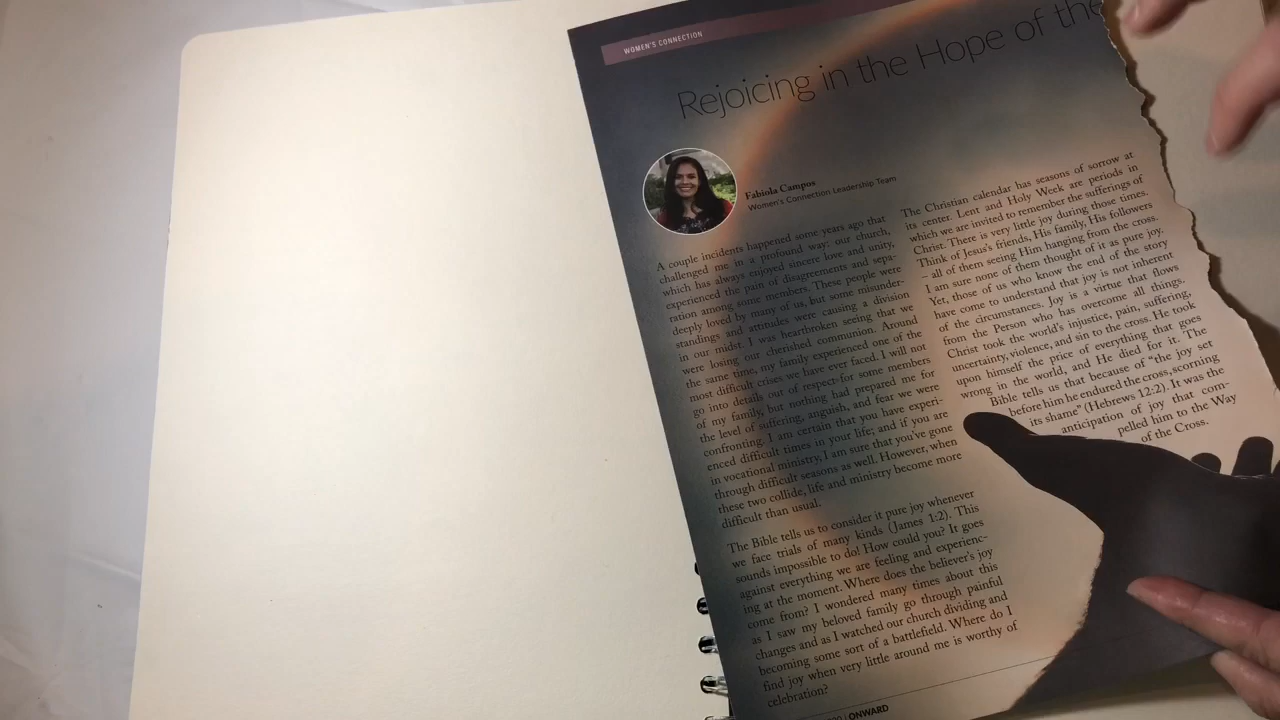 WOMEN'S CONNECTION
Rejoicing in the Hope of the
Fabiola Campos
Women's Connection Leadership Team
A couple incidents happened some years ago that
challenged me in a profound way: our church,
which has always enjoyed sincere love and unity,
experienced the pain of disagreements and sepa-
ration among some members. These people were
deeply loved by many of us, but some misunder-
standings and attitudes were causing a division
in our midst. I was heartbroken seeing that we
were losing our cherished communion. Around
the same time, my family experienced one of the
most difficult crises we have ever faced. I will not
go into details out of respect for some members
of my family, but nothing had prepared me for
the level of suffering, anguish, and fear we were
confronting. I am certain that you have experi-
enced difficult times in your life; and if you are
in vocational ministry, I am sure that you've gone
through difficult seasons as well. However, when
these two collide, life and ministry become more
difficult than usual.
The Bible tells us to consider it pure joy whenever
we face trials of many kinds (James 1:2). This
sounds impossible to do! How could you? It goes
against everything we are feeling and experienc-
ing at the moment. Where does the believer's joy
come from? I wondered many times about this
as I saw my beloved family go through painful
changes and as I watched our church dividing and
becoming some sort of a battlefield. Where do I
find joy when very little around me is worthy of
celebration?
The Christian calendar has seasons of sorrow at
its center. Lent and Holy Week are periods in
which we are invited to remember the sufferings of
Christ. There is very little joy during those times.
Think of Jesus's friends, His family, His followers
– all of them seeing Him hanging from the cross.
I am sure none of them thought of it as pure joy.
Yet, those of us who know the end of the story
have come to understand that joy is not inherent
of the circumstances. Joy is a virtue that flows
from the Person who has overcome all things.
Christ took the world's injustice, pain, suffering,
uncertainty, violence, and sin to the cross. He took
upon himself the price of everything that goes
wrong in the world, and He died for it. The
Bible tells us that because of "the joy set
before him he endured the cross, scorning
its shame" (Hebrews 12:2). It was the
anticipation of joy that com-
pelled him to the Way
of the Cross.
| ONWARD